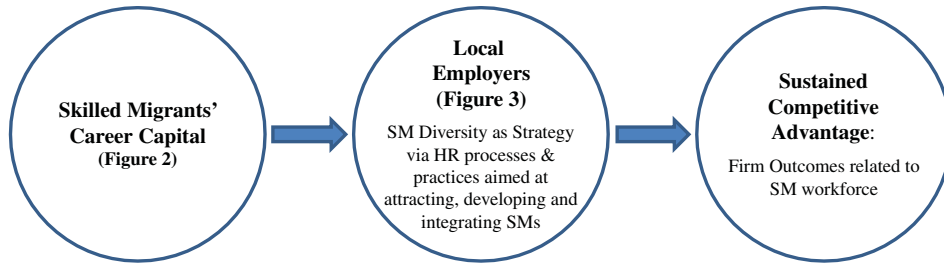 Skilled Migrants'
Career Capital
(Figure 2)
Local
Employers
(Figure 3)
SM Diversity as Strategy
via HR processes &
practices aimed at
attracting, developing and
integrating SMs
Sustained
Competitive
Advantage:
Firm Outcomes related to
SM workforce